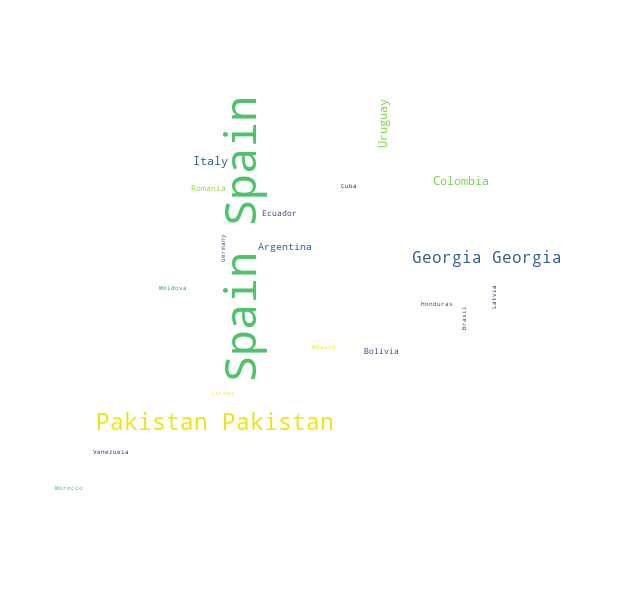 Spain Spain
Uruguay
Italy
Colombia
Romania
Cuba
Ecuador
Germany
Argentina
Georgia Georgia
Moldova
Latvia
Honduras
Brasil
Mexico
Bolivia
israel
Pakistan Pakistan
Venezuela
Morocco